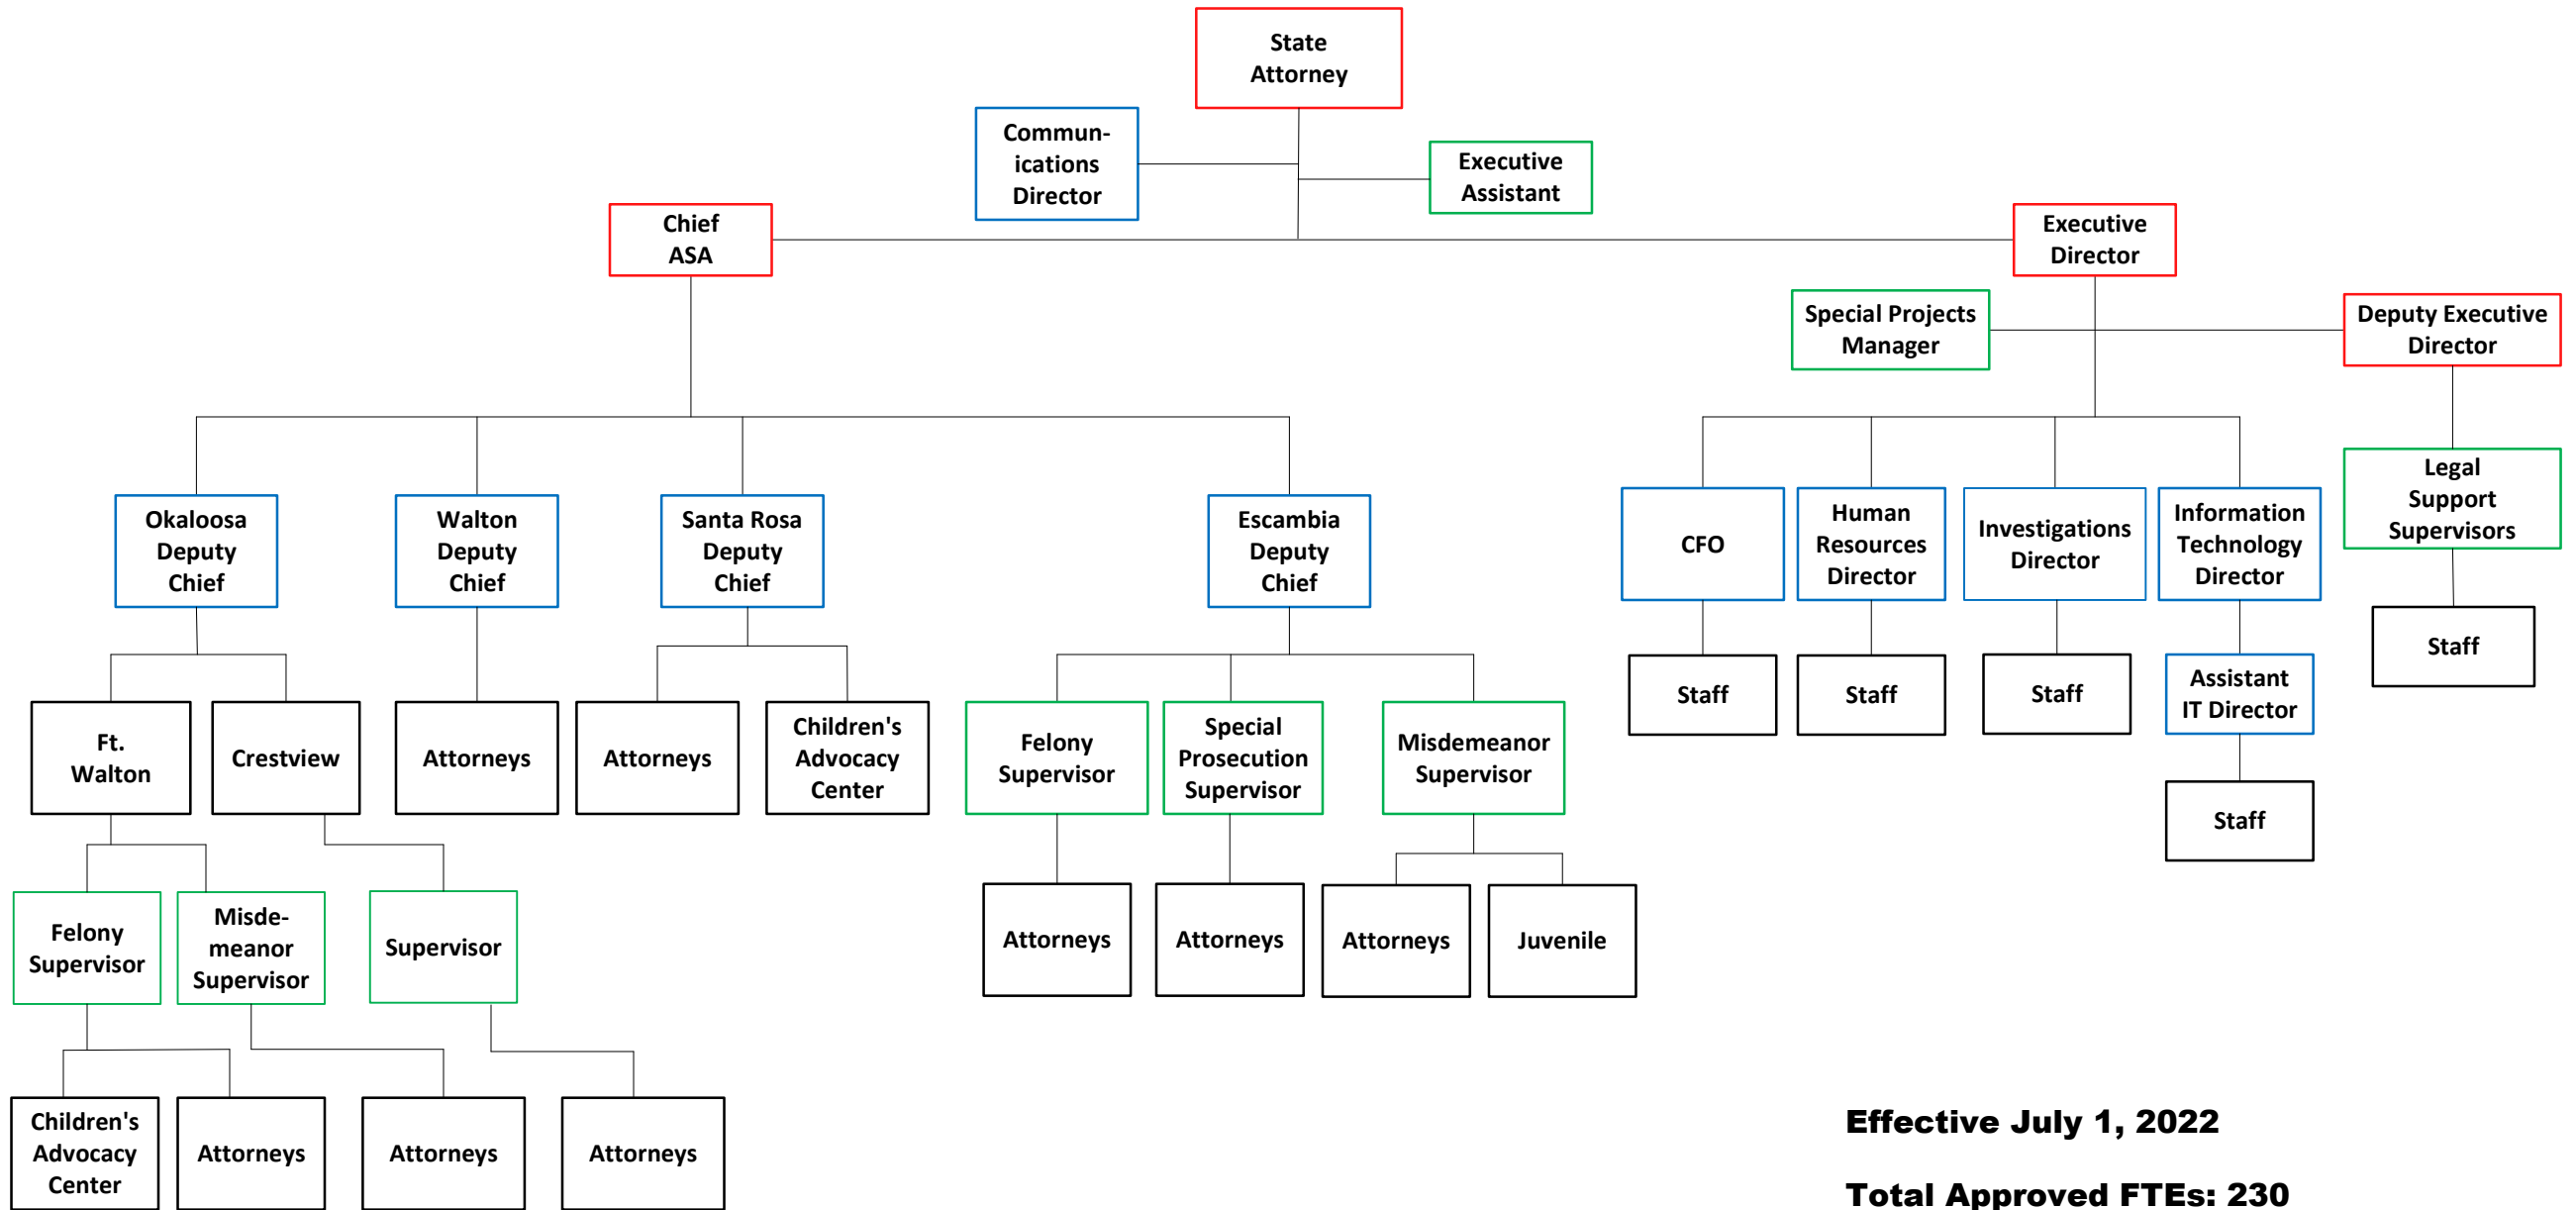 State
Attorney
Commun-
ications
Director
Executive
Assistant
Chief
ASA
Executive
Director
Special Projects
Manager
Deputy Executive
Director
Okaloosa
Deputy
Chief
Walton
Deputy
Chief
Santa Rosa
Deputy
Chief
Escambia
Deputy
Chief
CFO
Human
Resources
Director
Investigations
Director
Information
Technology
Director
Legal
Support
Supervisors
Staff
Staff
Staff
Assistant
IT Director
Staff
Staff
Ft.
Walton
Crestview
Attorneys
Attorneys
Children's
Advocacy
Center
Felony
Supervisor
Special
Prosecution
Supervisor
Misdemeanor
Supervisor
Felony
Supervisor
Misde-
meanor
Supervisor
Supervisor
Attorneys
Attorneys
Attorneys
Juvenile
Children's
Advocacy
Center
Attorneys
Attorneys
Attorneys
Effective July 1, 2022
Total Approved FTEs: 230